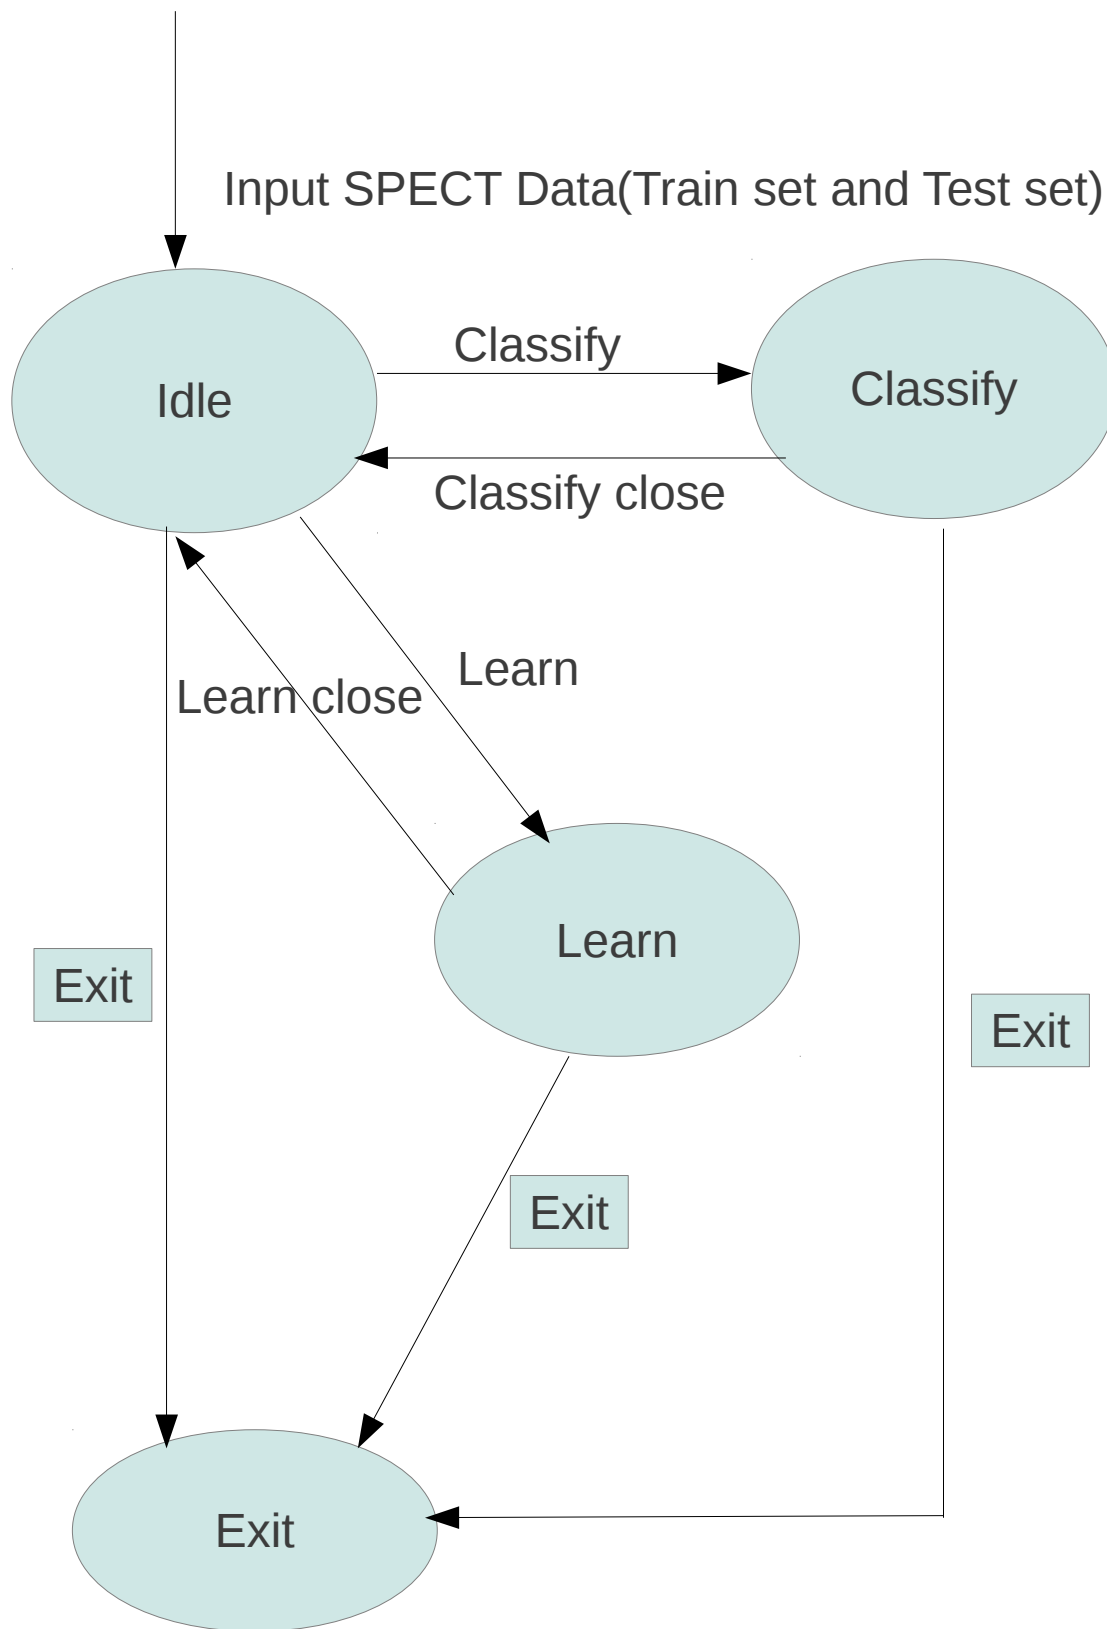 Input SPECT Data(Train set and Test set)
Classify
Idle
Classify
Classify close
Learn
Learn close
Learn
Exit
Exit
Exit
Exit